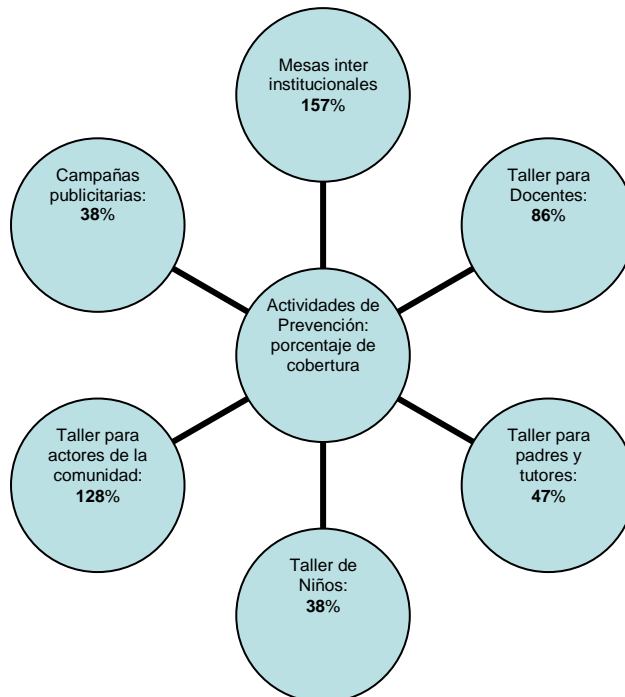 Mesas inter
institucionales
157%
Campañas
publicitarias:
38%
Taller para
Docentes:
86%
Actividades de
Prevención:
porcentaje de
cobertura
Taller para
actores de la
comunidad:
128%
Taller para
padres y
tutores:
47%
Taller de
Niños:
38%